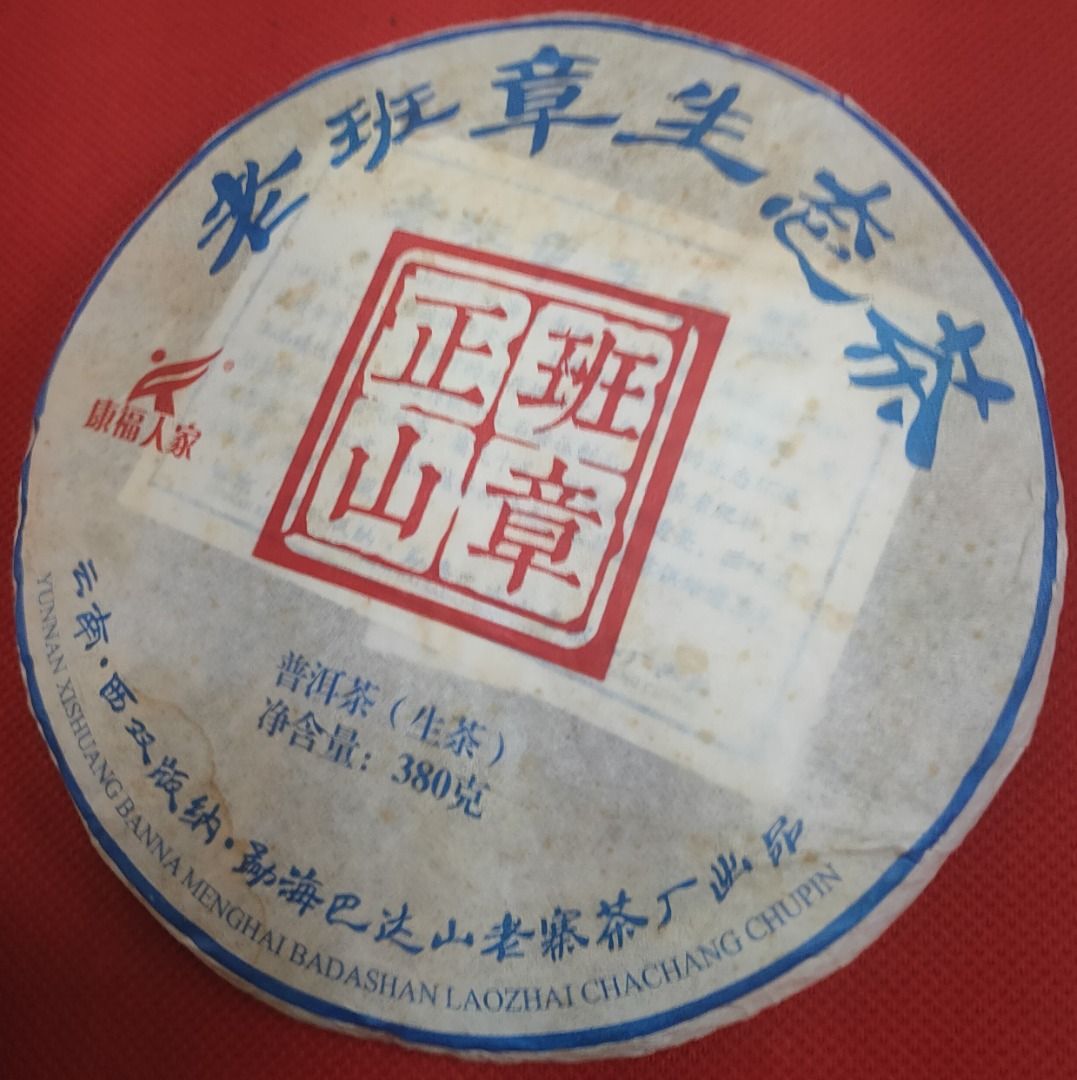 老班章生态茶
康福人家
班章
正山
普洱茶（生茶）
净含量：380克
云南·西双版纳·勐海巴达山老寨茶厂出品
YUNNAN XISHUANG BANNA MENGHAI BADASHAN LAOZHAI CHACHANG CHUPIN